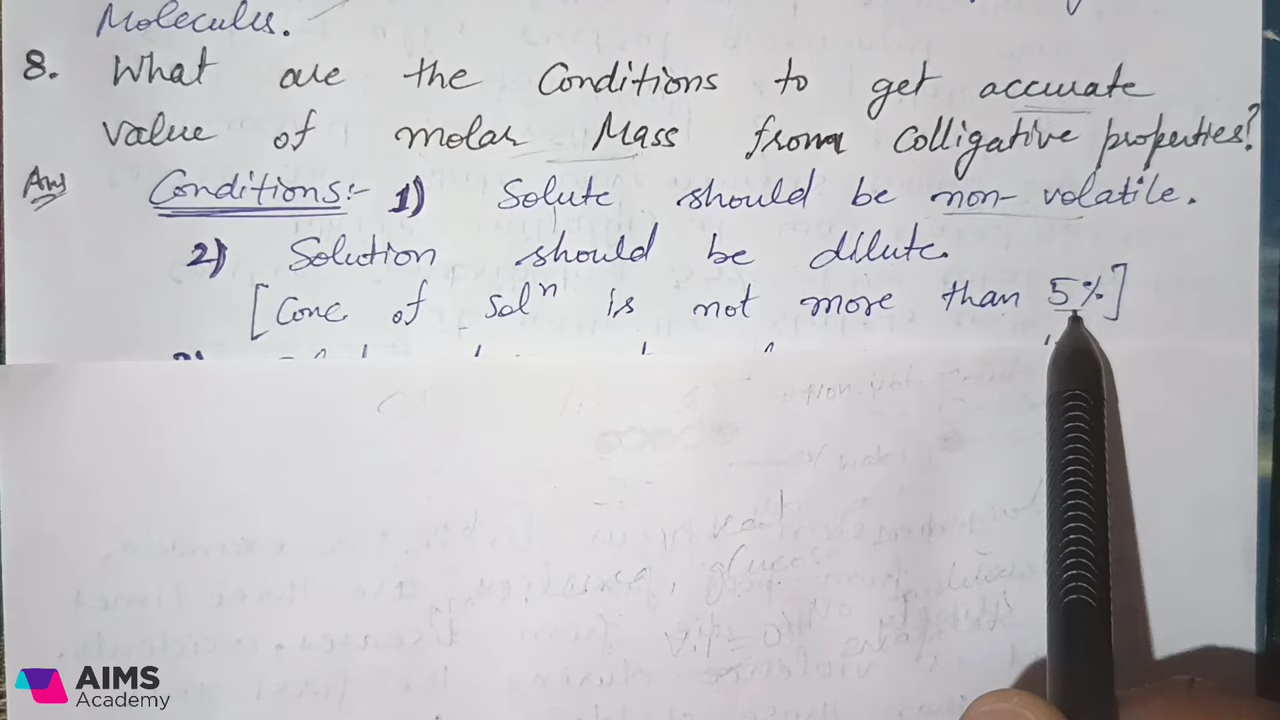 Molecules.
8. What are the Conditions to get accurate
value of molar Mass from Colligative properties?
Ans Conditions:- 1) Solute should be non-volatile.
2) Solution should be dilute.
[Conc of solⁿ is not more than 5%]
AIMS
Academy